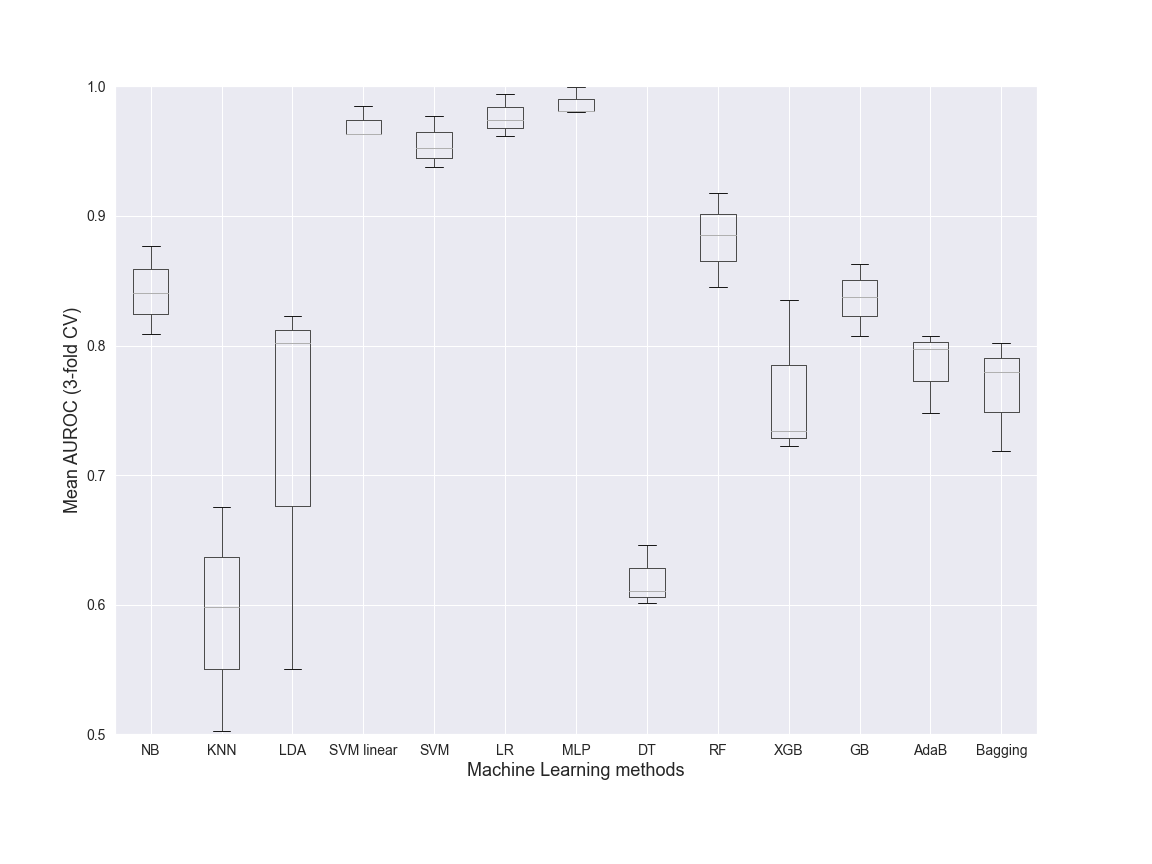 1.0
0.9
0.8
0.7
0.6
0.5
Mean AUROC (3-fold CV)
NB KNN LDA SVM linear SVM LR MLP DT RF XGB GB AdaB Bagging
Machine Learning methods